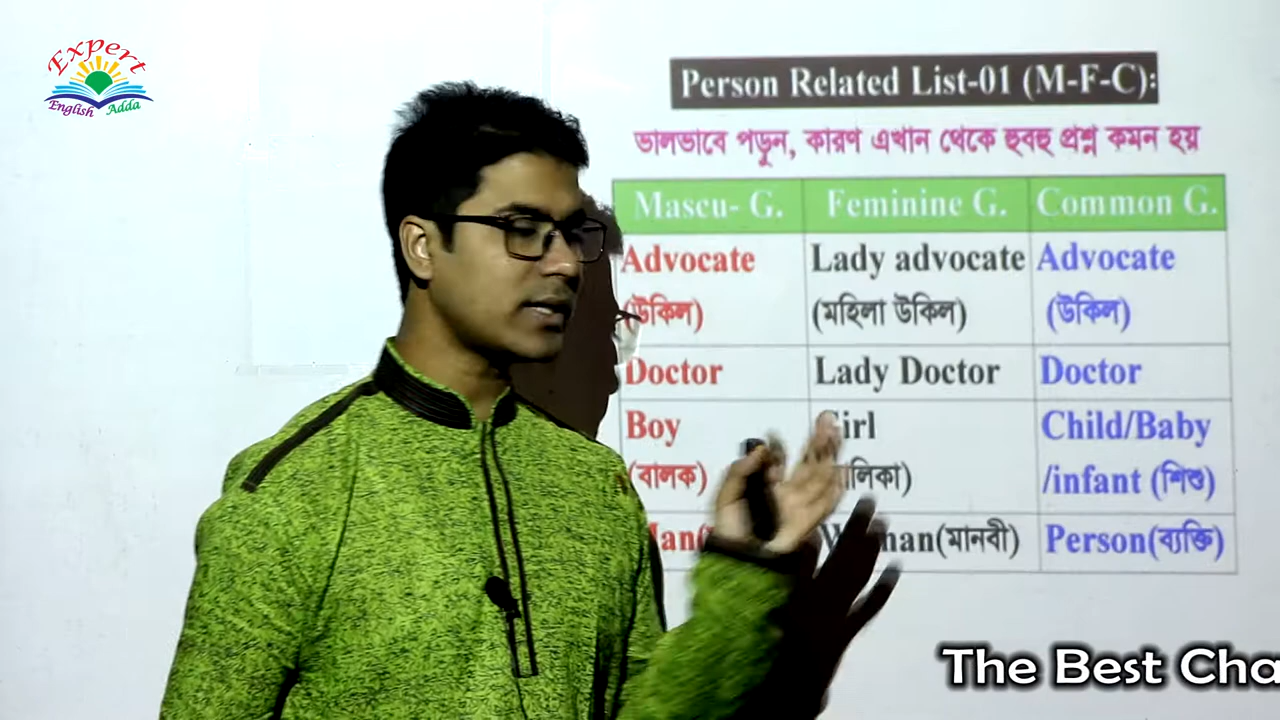 Expert
English Adda
Person Related List-01 (M-F-C):
ভালভাবে পড়ুন, কারণ এখান থেকে হুবহু প্রশ্ন কমন হয়
Mascu- G. Feminine G. Common G.
Advocate Lady advocate Advocate
(উকিল) (মহিলা উকিল) (উকিল)
Doctor Lady Doctor Doctor
Boy Girl Child/Baby
(বালক) /infant (শিশু)
(মানবী) Person(ব্যক্তি)
The Best